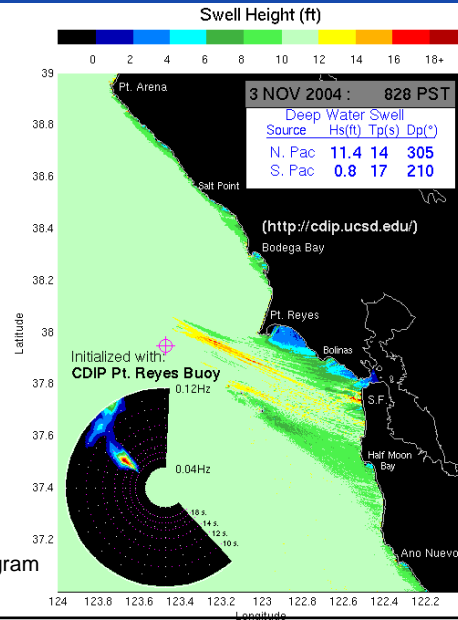 Swell Height (ft)
0 2 4 6 8 10 12 14 16 18+
39
Pt. Arena
3 NOV 2004 : 828 PST
Deep Water Swell
Source Hs(ft) Tp(s) Dp(°)
N. Pac 11.4 14 305
S. Pac 0.8 17 210
38.8
38.6
Salt Point
38.4
(http://cdip.ucsd.edu/)
Bodega Bay
38.2
Pt. Reyes
Latitude
38
Initialized with:
CDIP Pt. Reyes Buoy
Bolinas
0.12Hz
37.8
S.F.
37.6
Half Moon
Bay
0.04Hz
37.4
18 s.
14 s.
12 s.
10 s.
37.2
Ano Nuevo
gram
124 123.8 123.6 123.4 123.2 123 122.8 122.6 122.4 122.2
Longitude